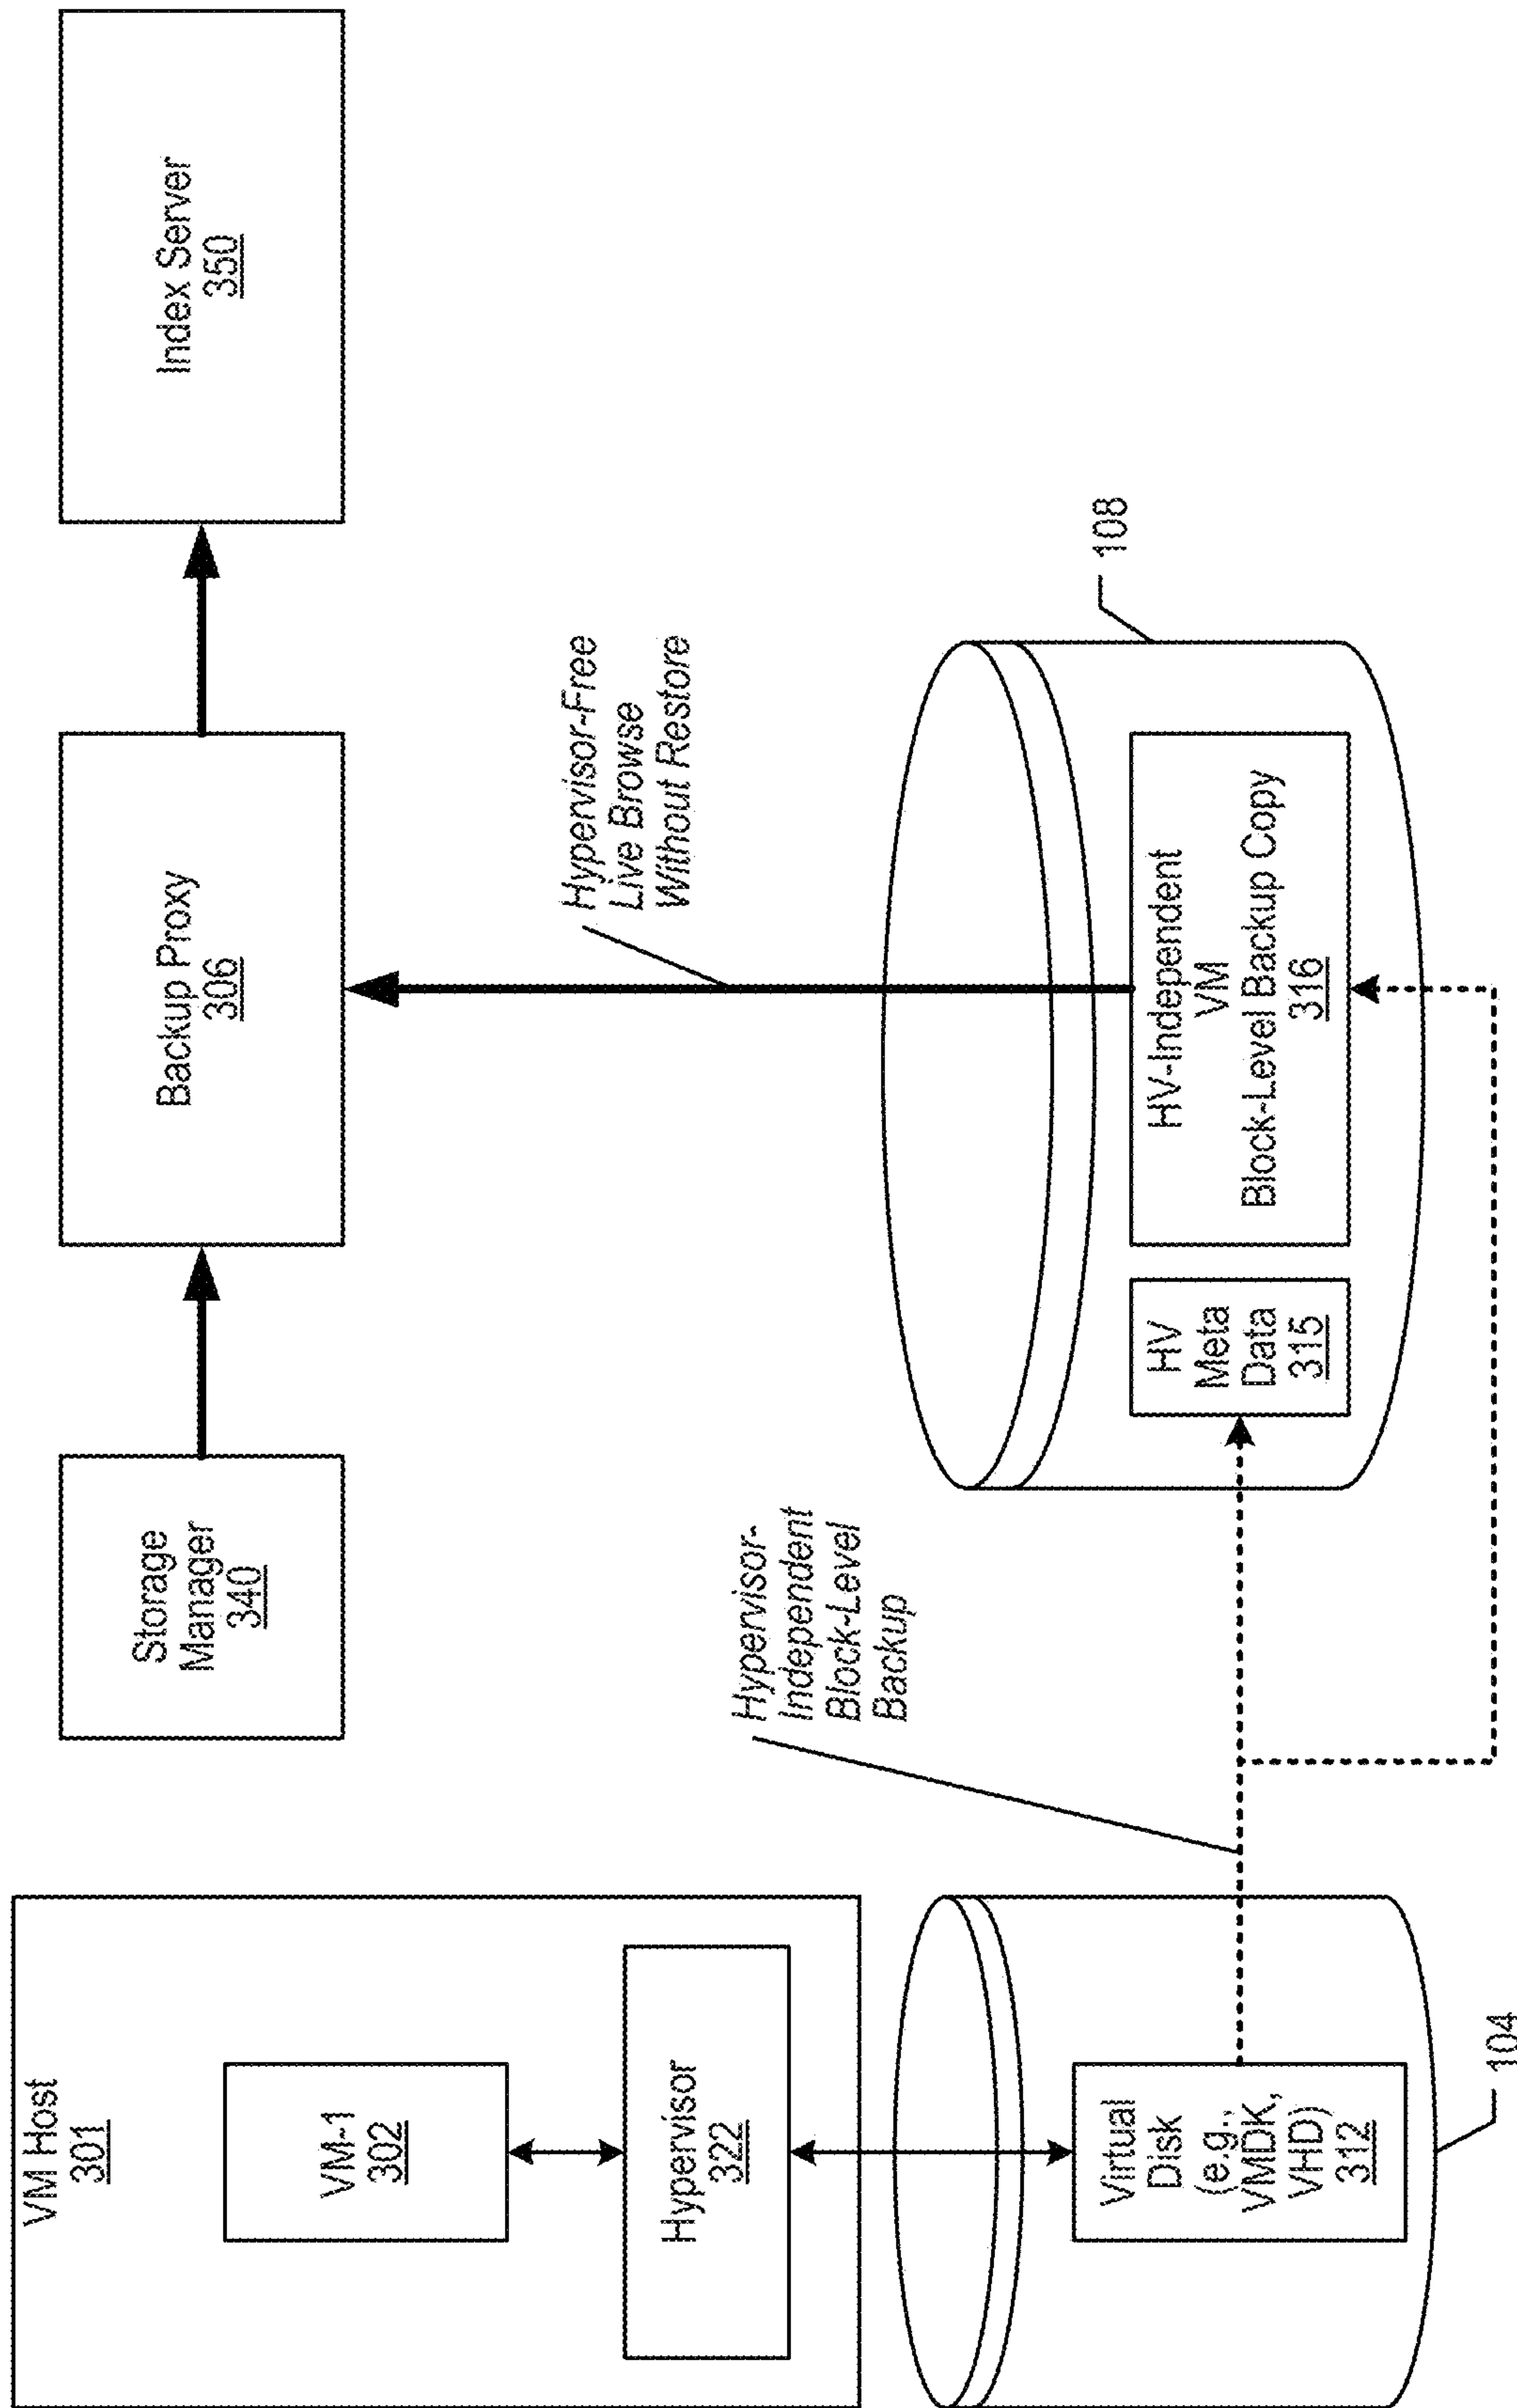 VM Host
301
VM-1
302
Hypervisor
322
Virtual
Disk
(e.g.,
VMDK,
VHD)
312
104
Storage
Manager
340
Backup Proxy
306
Index Server
350
Hypervisor-
Independent
Block-Level
Backup
Hypervisor-Free
Live Browse
Without Restore
HV
Meta
Data
315
HV-Independent
VM
Block-Level Backup Copy
316
108